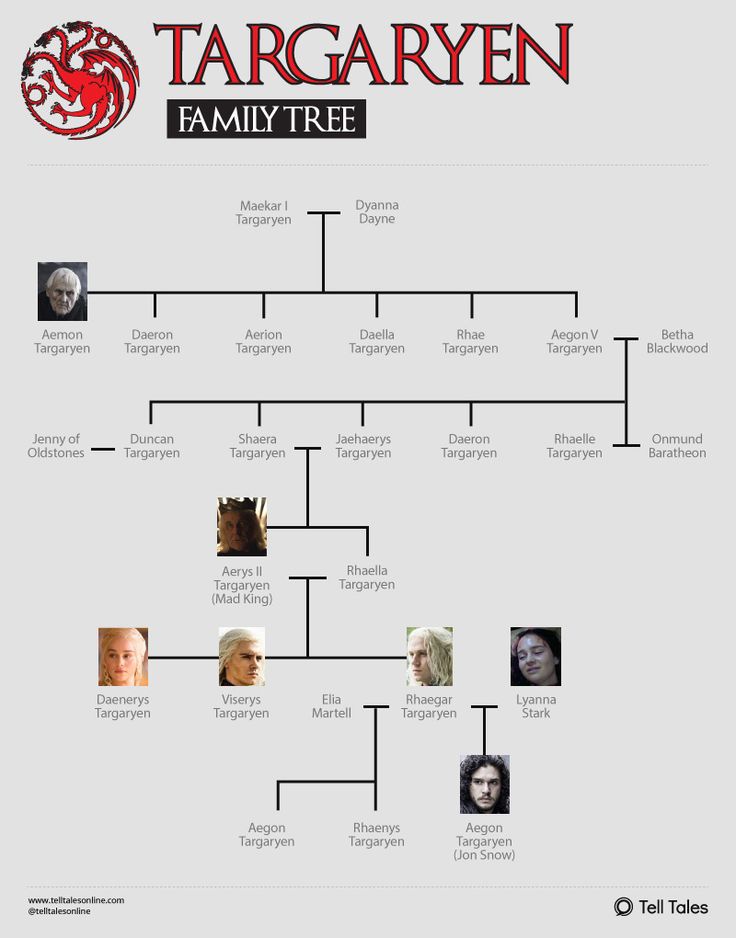 TARGARYEN
FAMILY TREE
Maekar I
Targaryen
Dyanna
Dayne
Aemon
Targaryen
Daeron
Targaryen
Aerion
Targaryen
Daella
Targaryen
Rhae
Targaryen
Aegon V
Targaryen
Betha
Blackwood
Jenny of
Oldstones
Duncan
Targaryen
Shaera
Targaryen
Jaehaerys
Targaryen
Daeron
Targaryen
Rhaelle
Targaryen
Onmund
Baratheon
Aerys II
Targaryen
(Mad King)
Rhaella
Targaryen
Daenerys
Targaryen
Viserys
Targaryen
Elia
Martell
Rhaegar
Targaryen
Lyanna
Stark
Aegon
Targaryen
Rhaenys
Targaryen
Aegon
Targaryen
(Jon Snow)
www.telltalesonline.com
@telltalesonline
Tell Tales